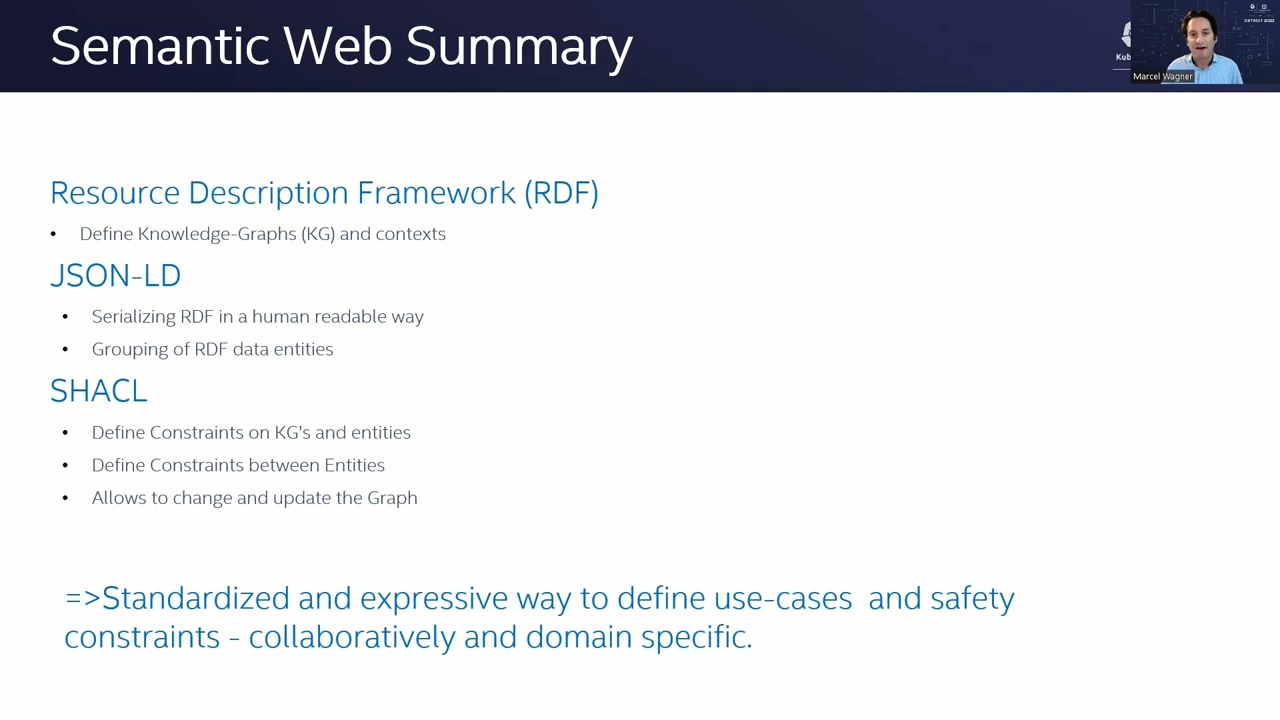 Semantic Web Summary
Kub
DETROIT 2022
Marcel Wagner
Resource Description Framework (RDF)
• Define Knowledge-Graphs (KG) and contexts
JSON-LD
• Serializing RDF in a human readable way
• Grouping of RDF data entities
SHACL
• Define Constraints on KG's and entities
• Define Constraints between Entities
• Allows to change and update the Graph
=>Standardized and expressive way to define use-cases and safety
constraints - collaboratively and domain specific.